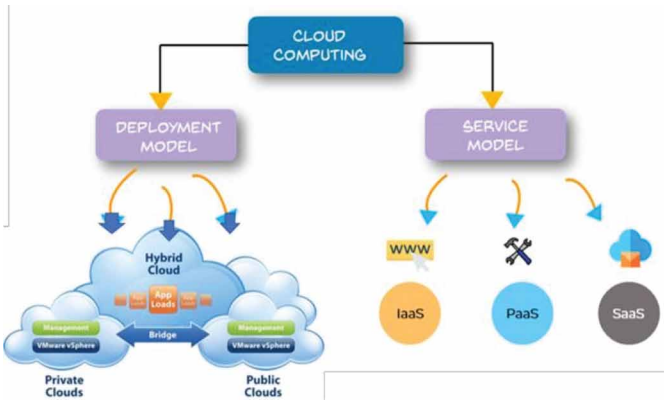 CLOUD
COMPUTING
DEPLOYMENT
MODEL
SERVICE
MODEL
Hybrid
Cloud
App
Loads
Management
VMware vSphere
Bridge
Management
VMware vSphere
Private
Clouds
Public
Clouds
WWW
IaaS
PaaS
SaaS